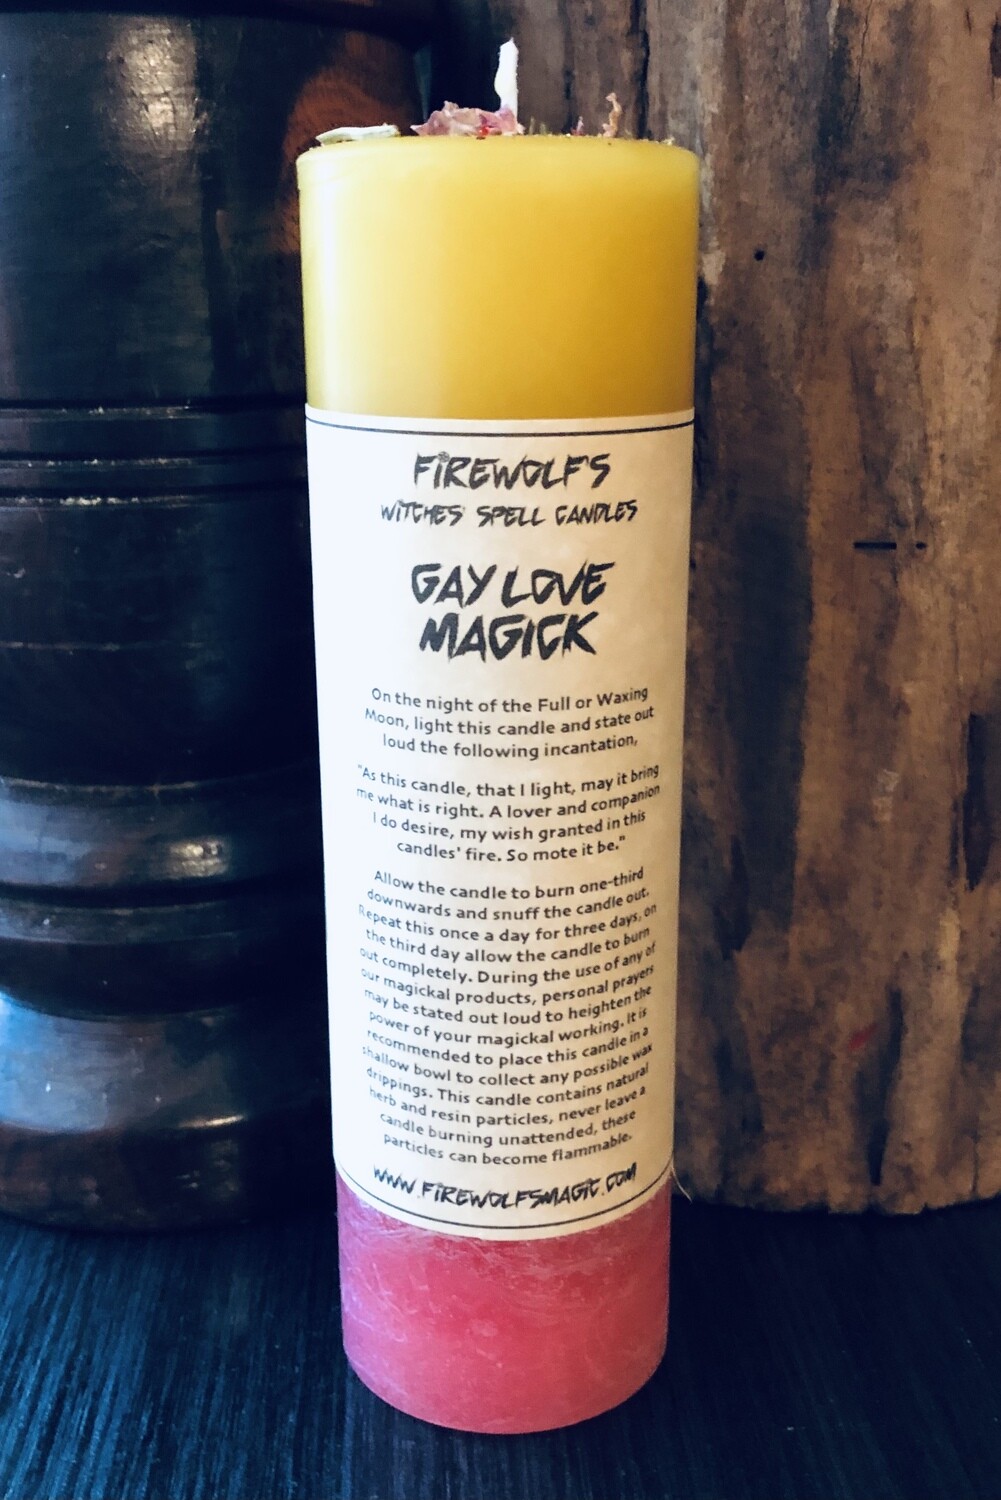 FIREWOLF'S
WITCHES' SPELL CANDLES
GAY LOVE
MAGICK
On the night of the Full or Waxing
Moon, light this candle and state out
loud the following incantation,
"As this candle, that I light, may it bring
me what is right. A lover and companion
I do desire, my wish granted in this
candles' fire. So mote it be."
Allow the candle to burn one-third
downwards and snuff the candle out.
Repeat this once a day for three days, on
the third day allow the candle to burn
out completely. During the use of any of
our magickal products, personal prayers
may be stated out loud to heighten the
power of your magickal working. It is
recommended to place this candle in a
shallow bowl to collect any possible wax
drippings. This candle contains natural
herb and resin particles, never leave a
candle burning unattended, these
particles can become flammable.
WWW.FIREWOLFSMAGIC.COM